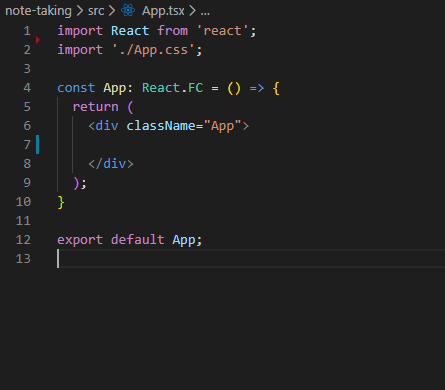 note-taking > src > App.tsx > ...
1 import React from 'react';
2 import './App.css';
3
4 const App: React.FC = () => {
5   return (
6     <div className="App">
7
8     </div>
9   );
10 }
11
12 export default App;
13